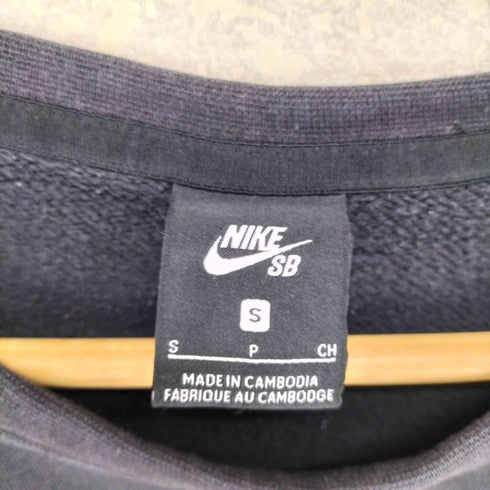 NIKE
SB
S
S P CH
MADE IN CAMBODIA
FABRIQUE AU CAMBODGE